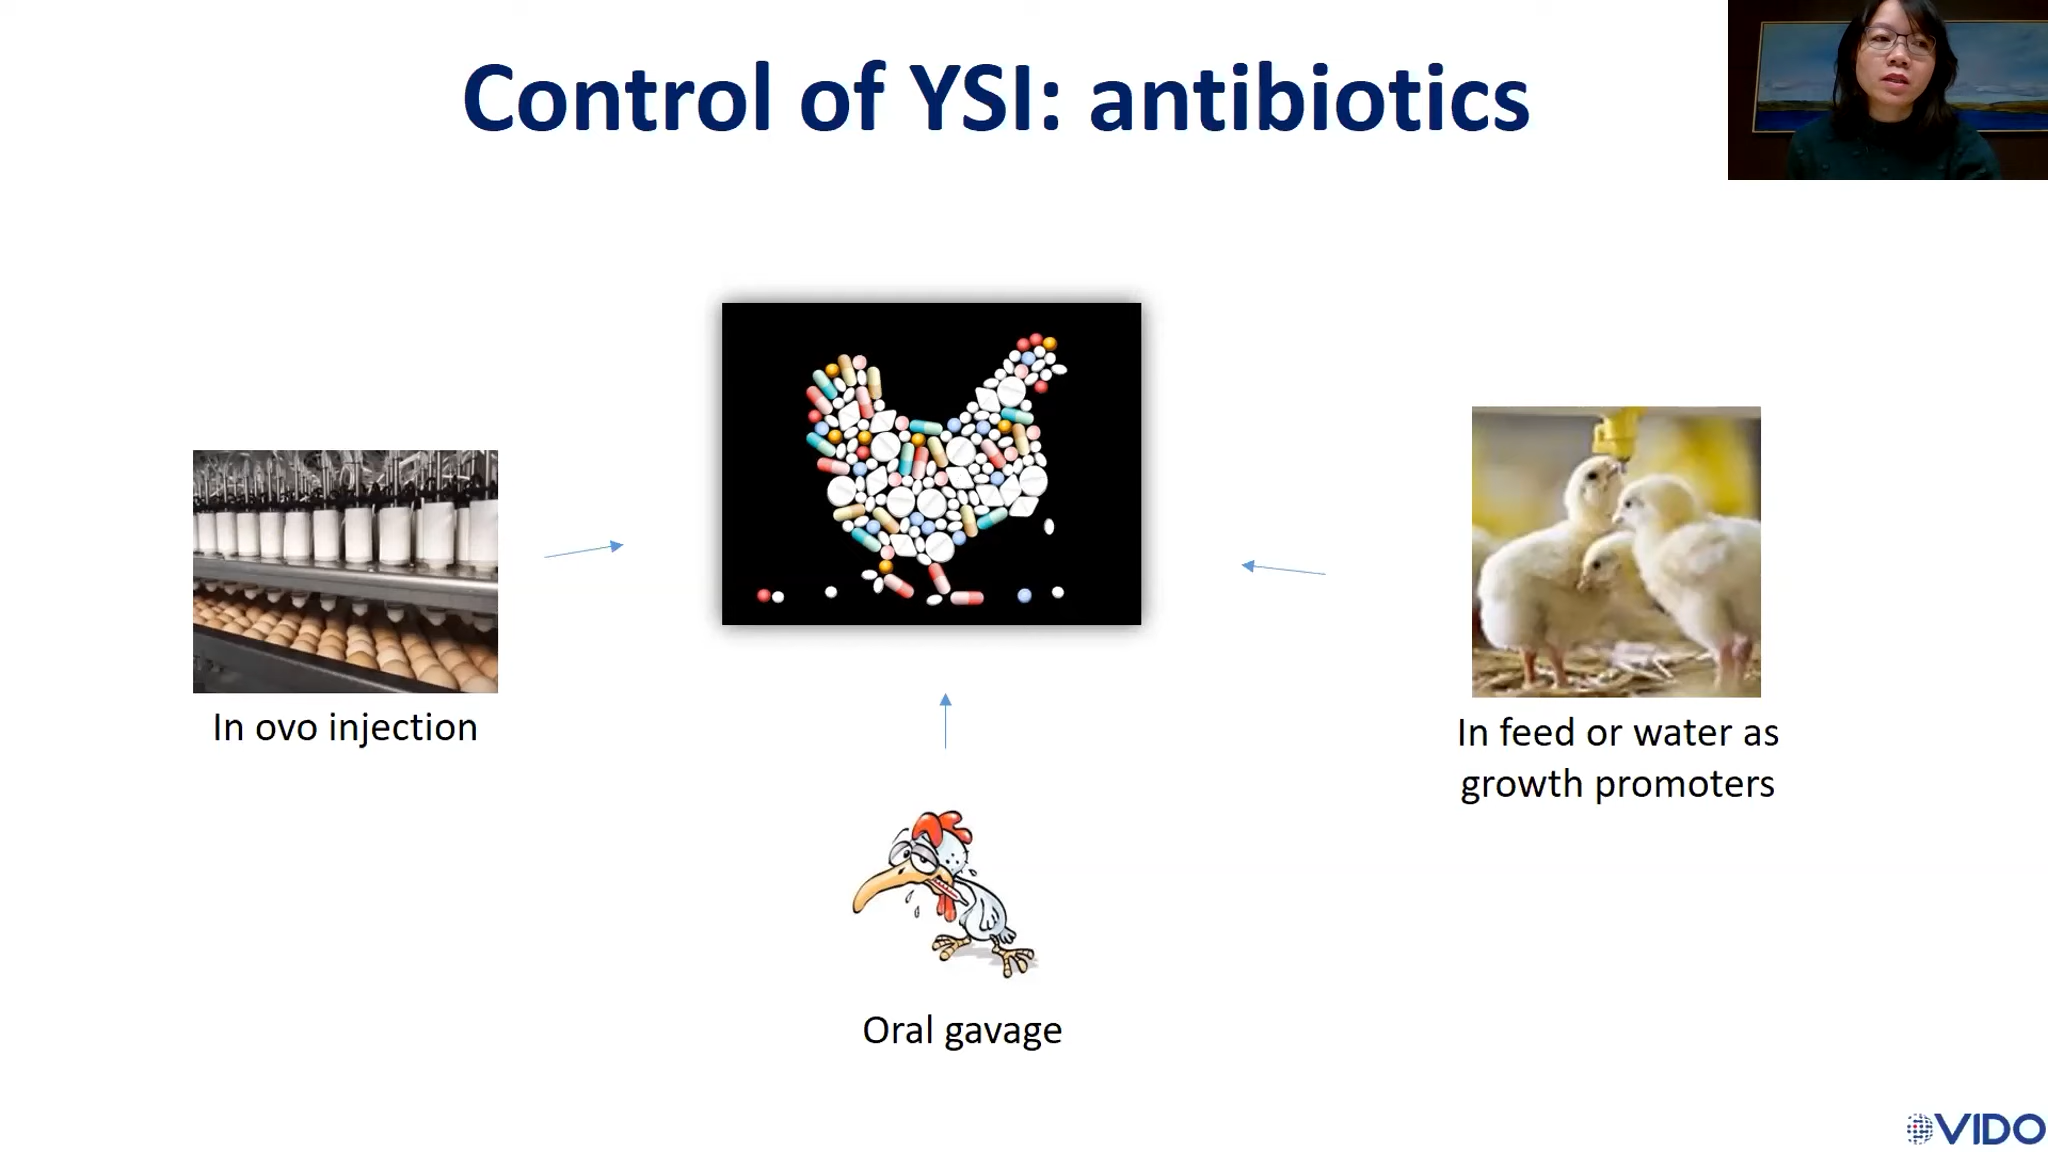 Control of YSI: antibiotics
In ovo injection
Oral gavage
In feed or water as
growth promoters
VIDO